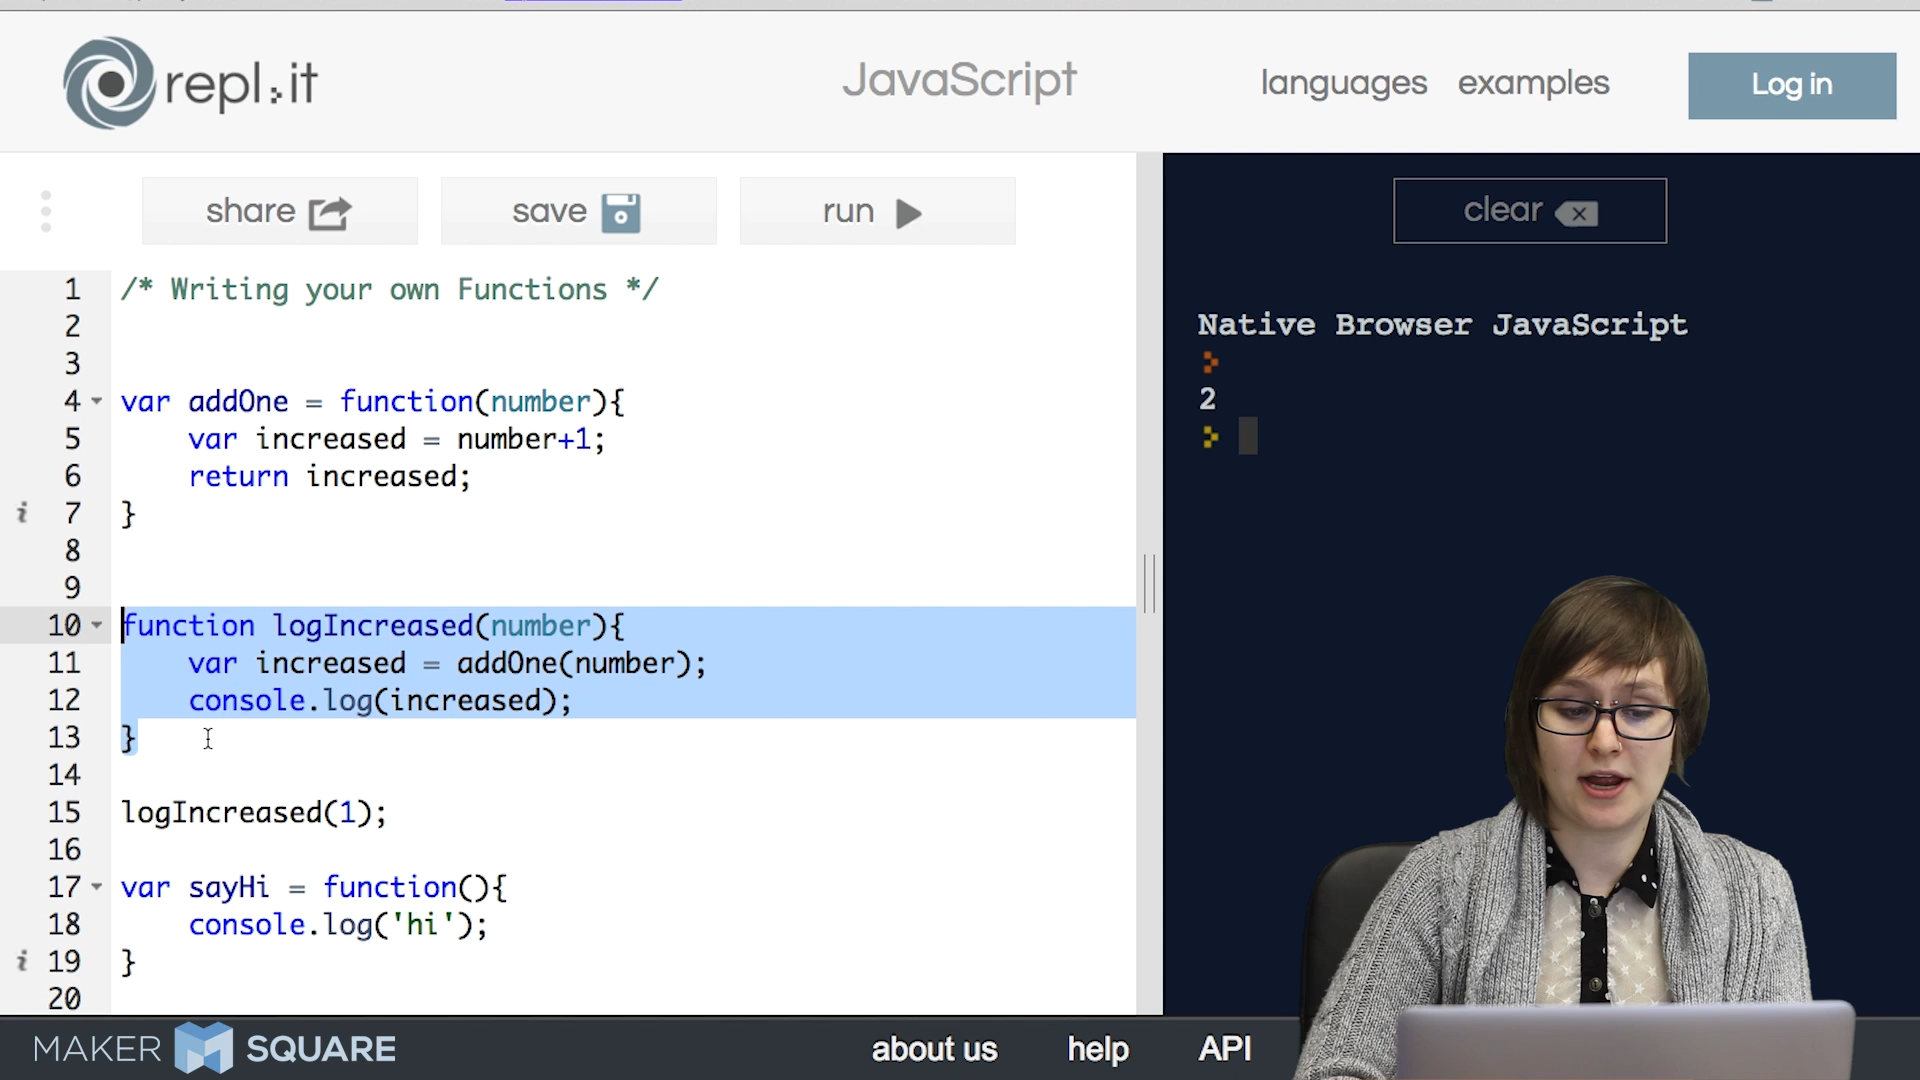 repl.it
JavaScript
languages examples Log in
share save run
clear
1 /* Writing your own Functions */
2
3
4 var addOne = function(number){
5 var increased = number+1;
6 return increased;
i 7 }
8
9
10 function logIncreased(number){
11 var increased = addOne(number);
12 console.log(increased);
13 }
14
15 logIncreased(1);
16
17 var sayHi = function(){
18 console.log('hi');
i 19 }
20
Native Browser JavaScript
2
MAKER SQUARE
about us help API